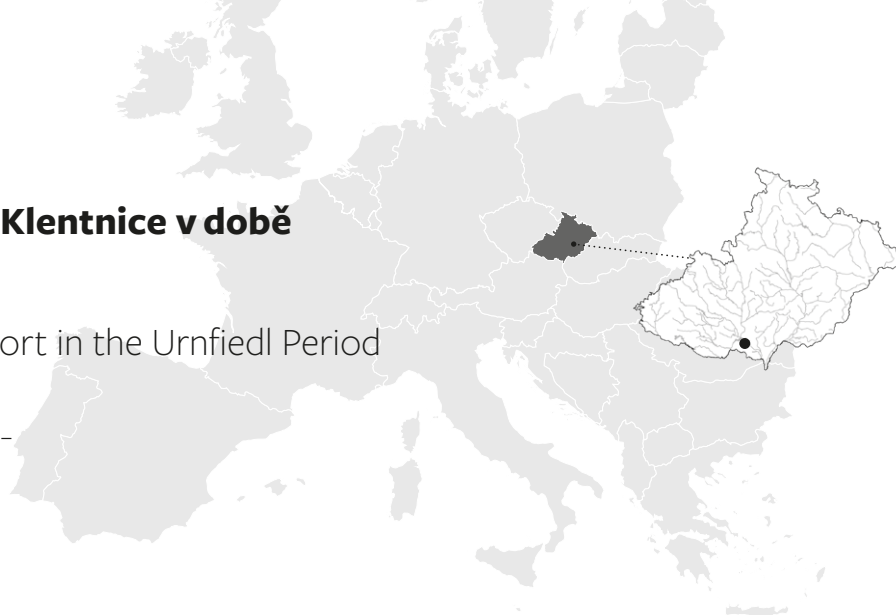 Klentnice v době
ort in the Urnfiedl Period
–